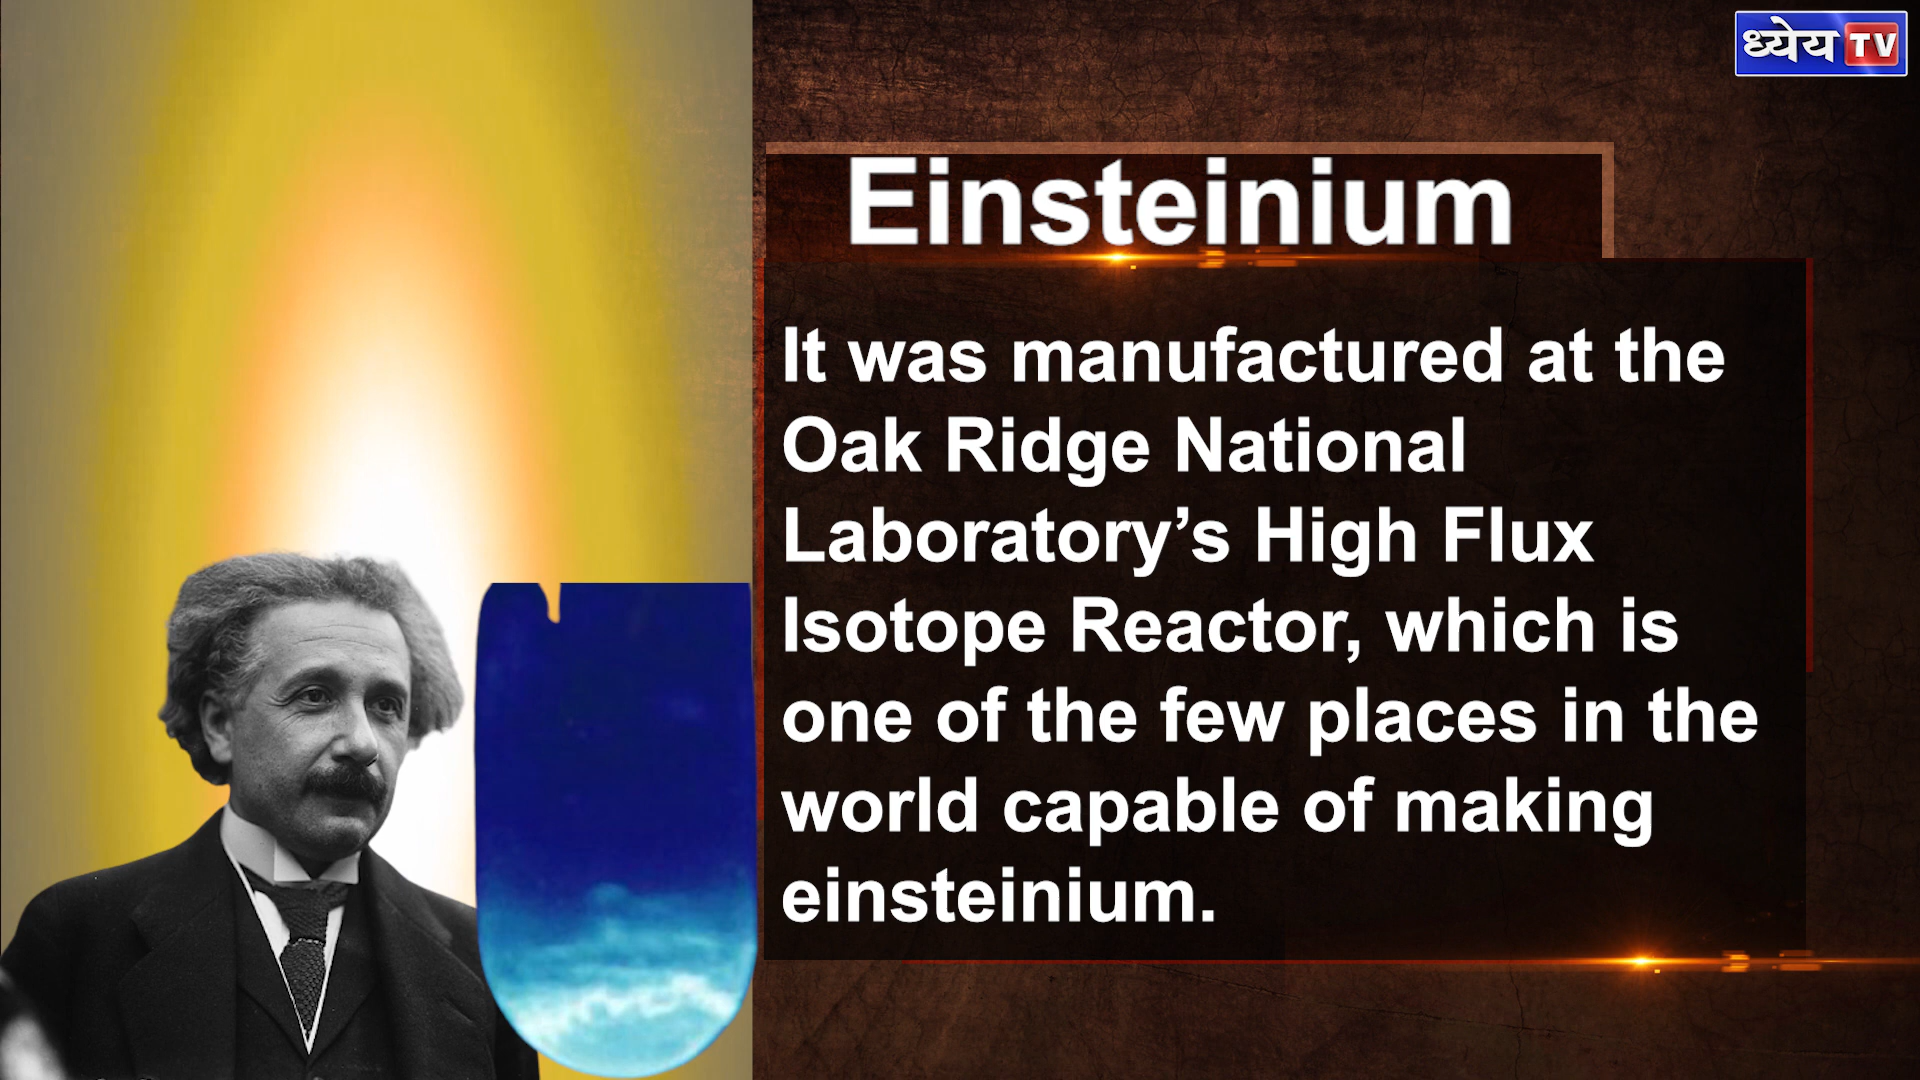 ध्येय TV
Einsteinium
It was manufactured at the
Oak Ridge National
Laboratory’s High Flux
Isotope Reactor, which is
one of the few places in the
world capable of making
einsteinium.